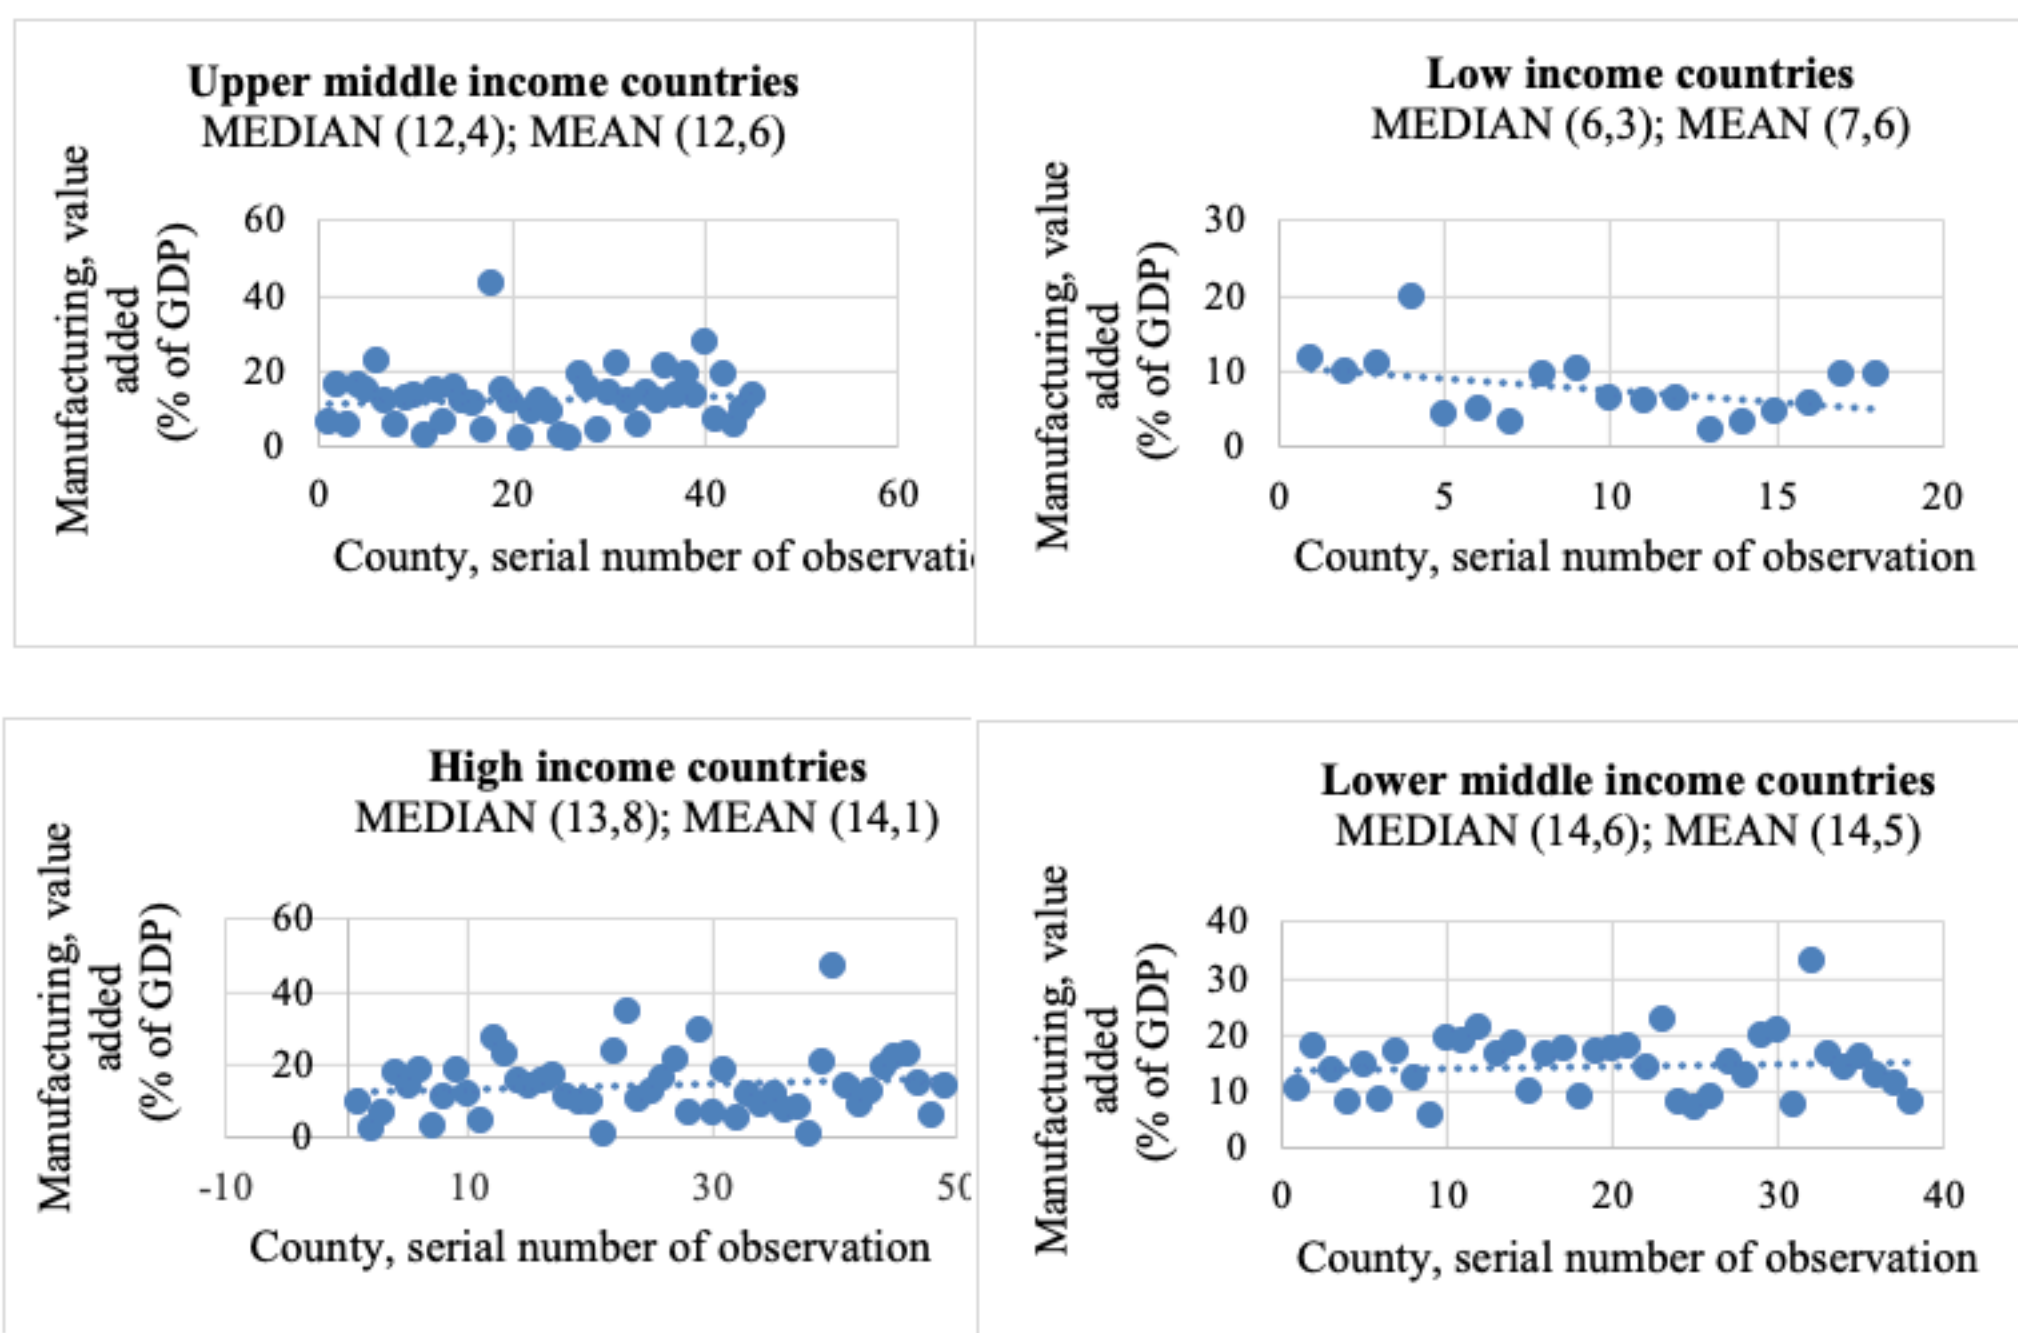 Upper middle income countries
MEDIAN (12,4); MEAN (12,6)
Manufacturing, value
added
(% of GDP)
60
40
20
0
0 20 40 60
County, serial number of observati
Low income countries
MEDIAN (6,3); MEAN (7,6)
Manufacturing, value
added
(% of GDP)
30
20
10
0
0 5 10 15 20
County, serial number of observation
High income countries
MEDIAN (13,8); MEAN (14,1)
Manufacturing, value
added
(% of GDP)
60
40
20
0
-10 10 30 50
County, serial number of observation
Lower middle income countries
MEDIAN (14,6); MEAN (14,5)
Manufacturing, value
added
(% of GDP)
40
30
20
10
0
0 10 20 30 40
County, serial number of observation